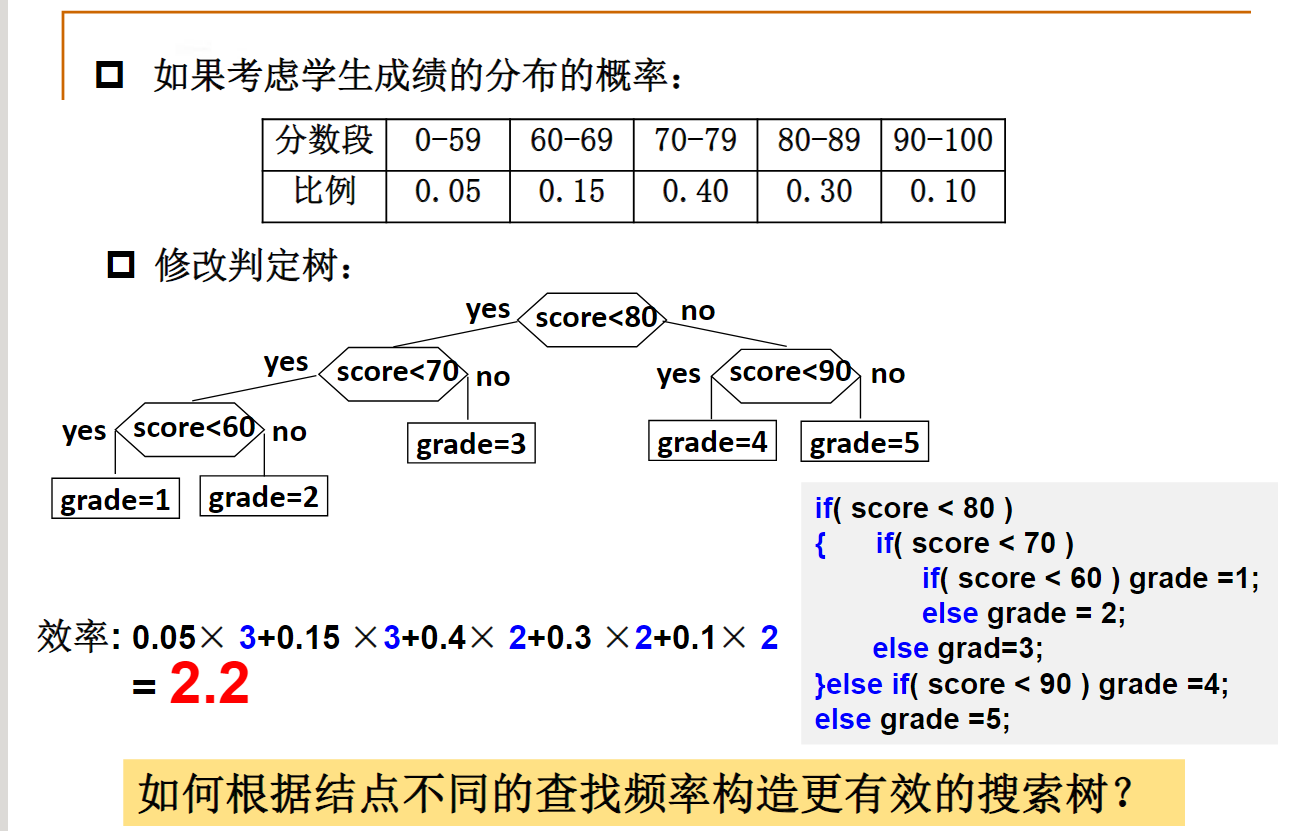 如果考虑学生成绩的分布的概率：
分数段 0-59 60-69 70-79 80-89 90-100
比例 0.05 0.15 0.40 0.30 0.10
修改判定树：
yes score<80 no
yes score<70 no yes score<90 no
yes score<60 no grade=3 grade=4 grade=5
grade=1 grade=2
if( score < 80 )
{ if( score < 70 )
if( score < 60 ) grade =1;
else grade = 2;
else grad=3;
}else if( score < 90 ) grade =4;
else grade =5;
效率: 0.05× 3+0.15 ×3+0.4× 2+0.3 ×2+0.1× 2
= 2.2
如何根据结点不同的查找频率构造更有效的搜索树？